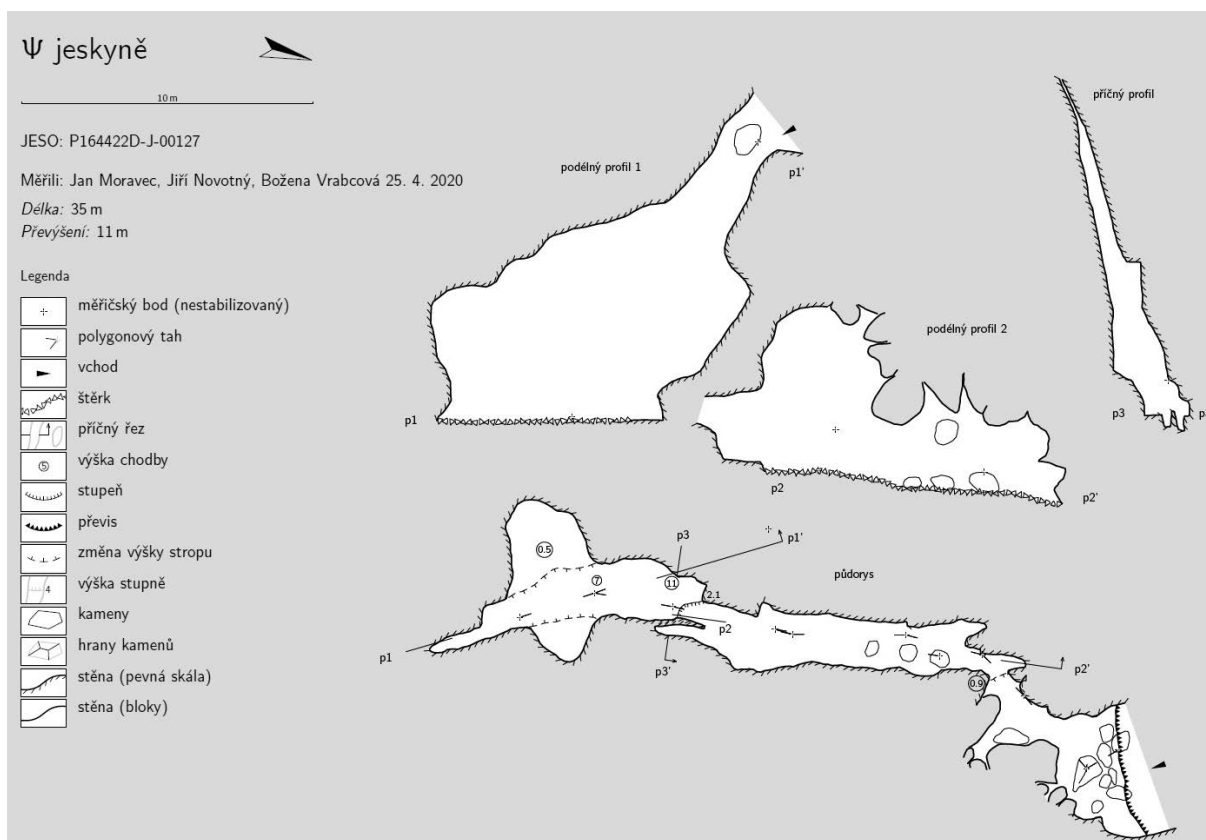 Ψ jeskyně
10 m
JESO: P164422D-J-00127
Měřili: Jan Moravec, Jiří Novotný, Božena Vrabcová 25. 4. 2020
Délka: 35 m
Převýšení: 11 m
Legenda
měřičský bod (nestabilizovaný)
polygonový tah
vchod
štěrk
příčný řez
5
výška chodby
stupeň
převis
změna výšky stropu
4
výška stupně
kameny
hrany kamenů
stěna (pevná skála)
stěna (bloky)
podélný profil 1
p1'
p1
příčný profil
p3
podélný profil 2
p2
p2'
půdorys
p3
p1'
0.5
7
11
2.1
p2
p1
p3'
p2'
0.9